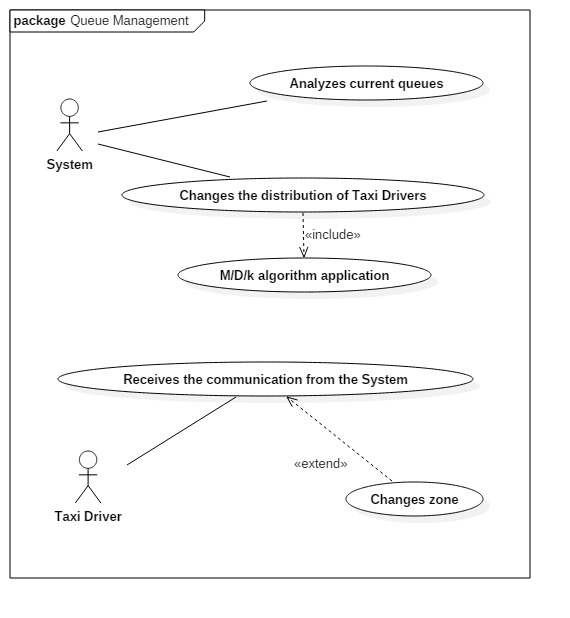 package Queue Management
Analyzes current queues
System
Changes the distribution of Taxi Drivers
«include»
M/D/k algorithm application
Receives the communication from the System
«extend»
Changes zone
Taxi Driver